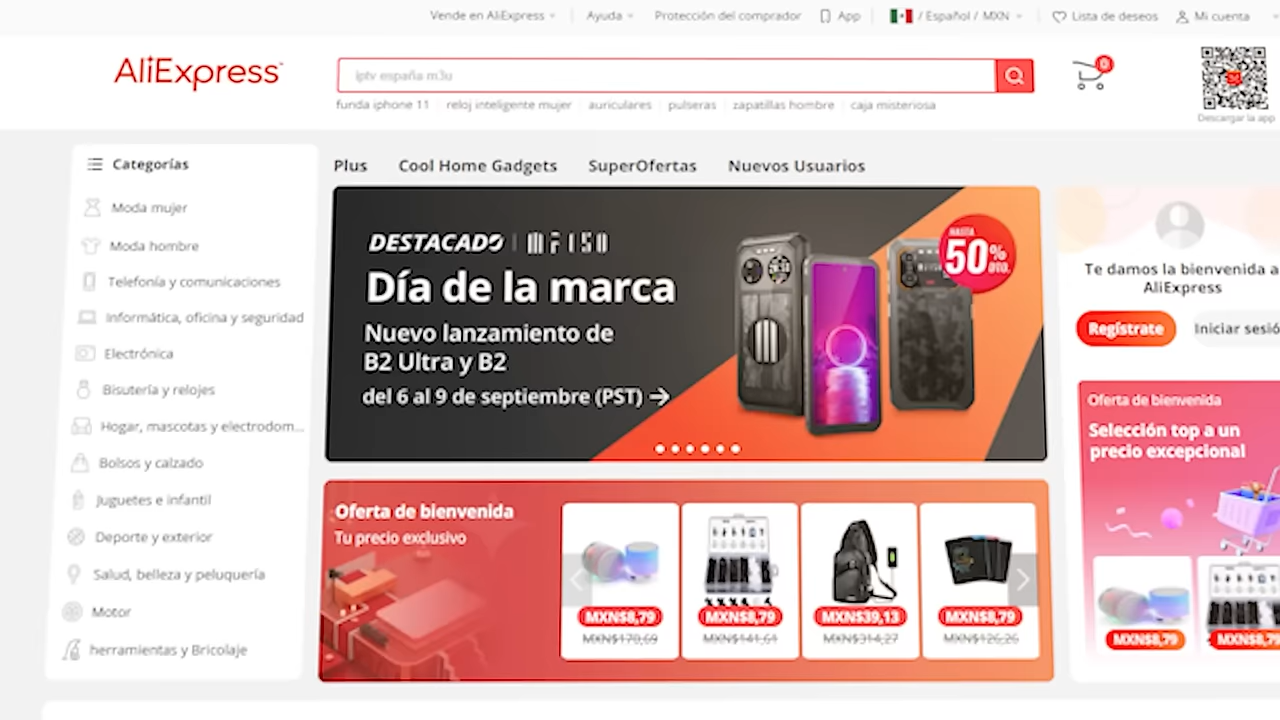 Vende en AliExpress
Ayuda
Protección del comprador
App
/ Español / MXN
Lista de deseos
Mi cuenta
AliExpress
iptv españa m3u
0
Descargar la app
funda iphone 11
reloj inteligente mujer
auriculares
pulseras
zapatillas hombre
caja misteriosa
Categorías
Moda mujer
Moda hombre
Telefonía y comunicaciones
Informática, oficina y seguridad
Electrónica
Bisutería y relojes
Hogar, mascotas y electrodom...
Bolsos y calzado
Juguetes e infantil
Deporte y exterior
Salud, belleza y peluquería
Motor
herramientas y Bricolaje
Plus
Cool Home Gadgets
SuperOfertas
Nuevos Usuarios
DESTACADO
Día de la marca
Nuevo lanzamiento de
B2 Ultra y B2
del 6 al 9 de septiembre (PST) →
HASTA
50%
DTO.
Oferta de bienvenida
Tu precio exclusivo
MXN$8,79
MXN$170,69
MXN$8,79
MXN$141,61
MXN$39,13
MXN$314,27
MXN$8,79
MXN$126,26
Te damos la bienvenida a
AliExpress
Regístrate
Iniciar sesió
Oferta de bienvenida
Selección top a un
precio excepcional
MXN$8,79
MXN$8,79